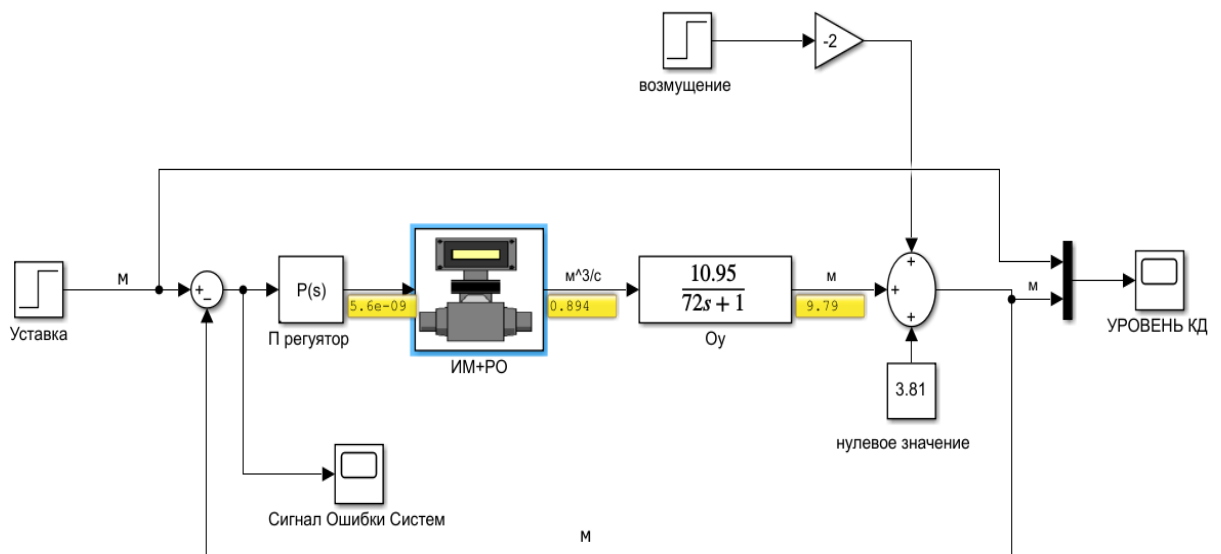 -2
возмущение
м
+
−
P(s)
5.6e-09
м^3/с
0.894
10.95
72s + 1
м
9.79
+
+
+
м
Уставка
П регуятор
ИМ+РО
Оу
УРОВЕНЬ КД
3.81
нулевое значение
Сигнал Ошибки Систем
м